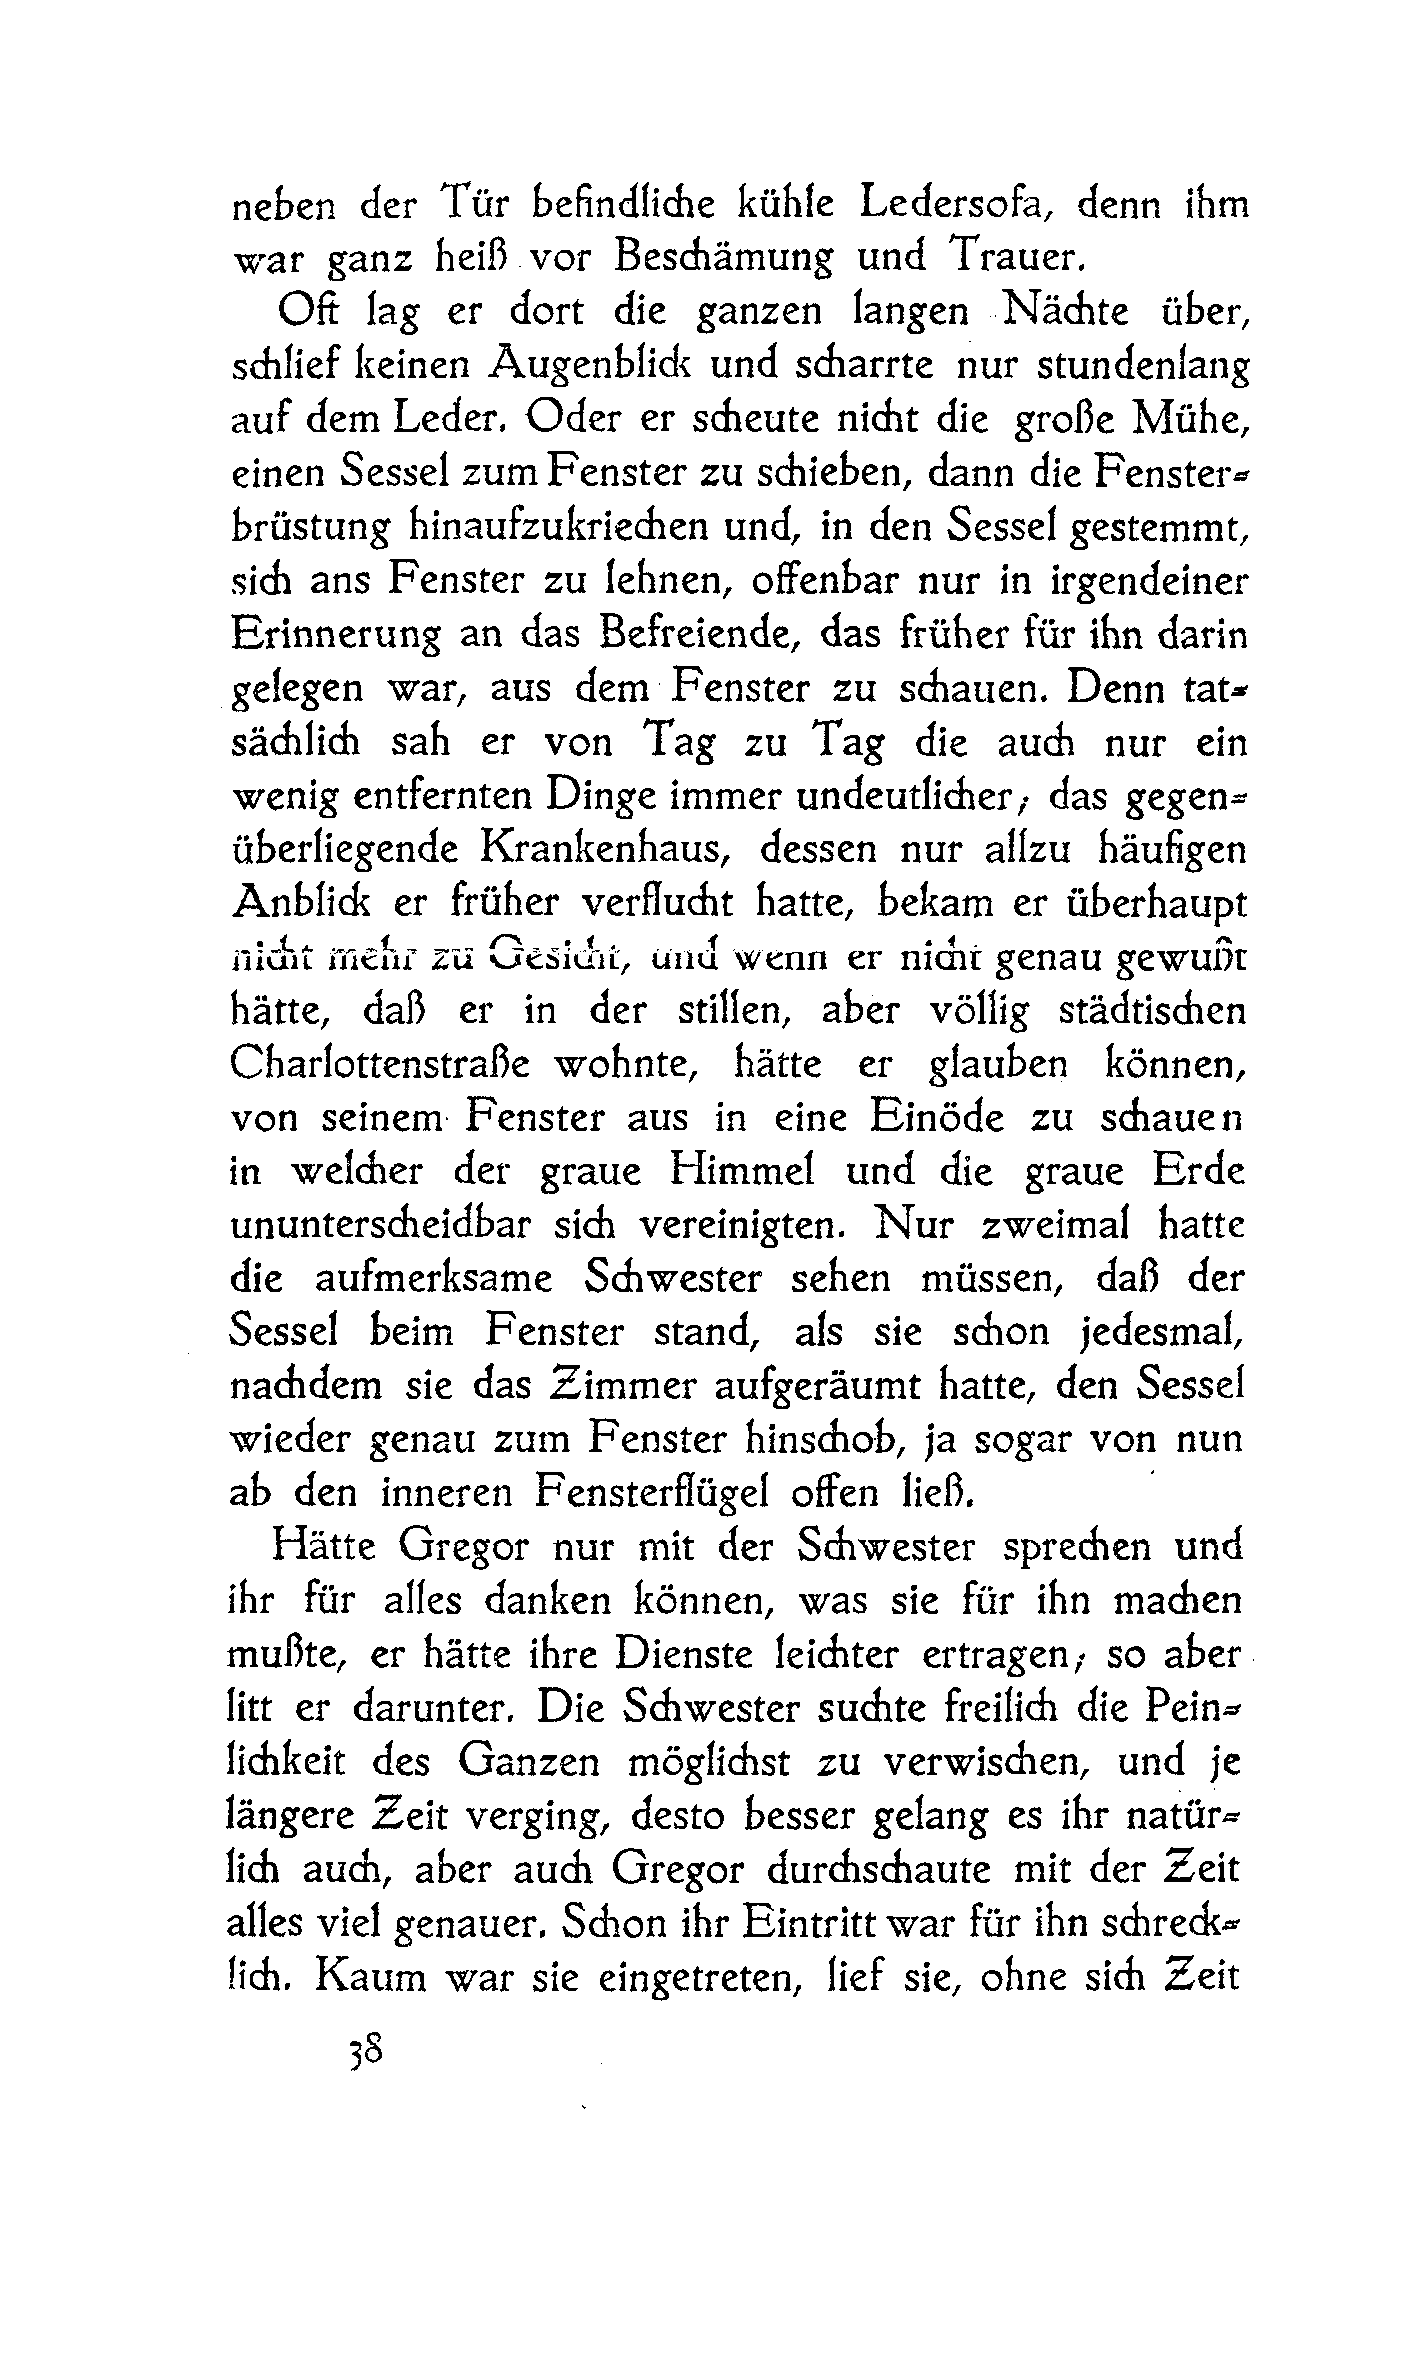 neben der Tür befindliche kühle Ledersofa, denn ihm
war ganz heiß vor Beschämung und Trauer.
Oft lag er dort die ganzen langen Nächte über,
schlief keinen Augenblick und scharrte nur stundenlang
auf dem Leder. Oder er scheute nicht die große Mühe,
einen Sessel zum Fenster zu schieben, dann die Fenster-
brüstung hinaufzukriechen und, in den Sessel gestemmt,
sich ans Fenster zu lehnen, offenbar nur in irgendeiner
Erinnerung an das Befreiende, das früher für ihn darin
gelegen war, aus dem Fenster zu schauen. Denn tat-
sächlich sah er von Tag zu Tag die auch nur ein
wenig entfernten Dinge immer undeutlicher; das gegen-
überliegende Krankenhaus, dessen nur allzu häufigen
Anblick er früher verflucht hatte, bekam er überhaupt
nicht mehr zu Gesicht, und wenn er nicht genau gewußt
hätte, daß er in der stillen, aber völlig städtischen
Charlottenstraße wohnte, hätte er glauben können,
von seinem Fenster aus in eine Einöde zu schauen
in welcher der graue Himmel und die graue Erde
ununterscheidbar sich vereinigten. Nur zweimal hatte
die aufmerksame Schwester sehen müssen, daß der
Sessel beim Fenster stand, als sie schon jedesmal,
nachdem sie das Zimmer aufgeräumt hatte, den Sessel
wieder genau zum Fenster hinschob, ja sogar von nun
ab den inneren Fensterflügel offen ließ.
Hätte Gregor nur mit der Schwester sprechen und
ihr für alles danken können, was sie für ihn machen
mußte, er hätte ihre Dienste leichter ertragen; so aber
litt er darunter. Die Schwester suchte freilich die Pein-
lichkeit des Ganzen möglichst zu verwischen, und je
längere Zeit verging, desto besser gelang es ihr natür-
lich auch, aber auch Gregor durchschaute mit der Zeit
alles viel genauer. Schon ihr Eintritt war für ihn schreck-
lich. Kaum war sie eingetreten, lief sie, ohne sich Zeit
38